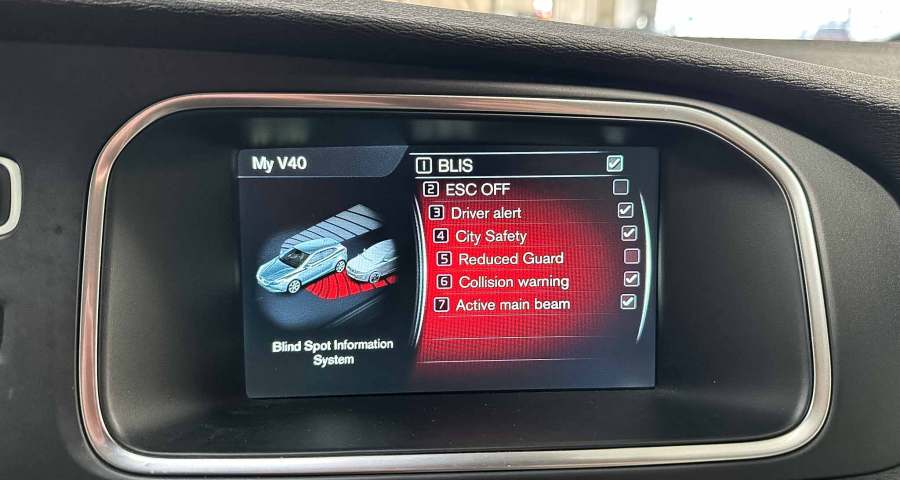 My V40
1 BLIS
2 ESC OFF
3 Driver alert
4 City Safety
5 Reduced Guard
6 Collision warning
7 Active main beam
Blind Spot Information
System